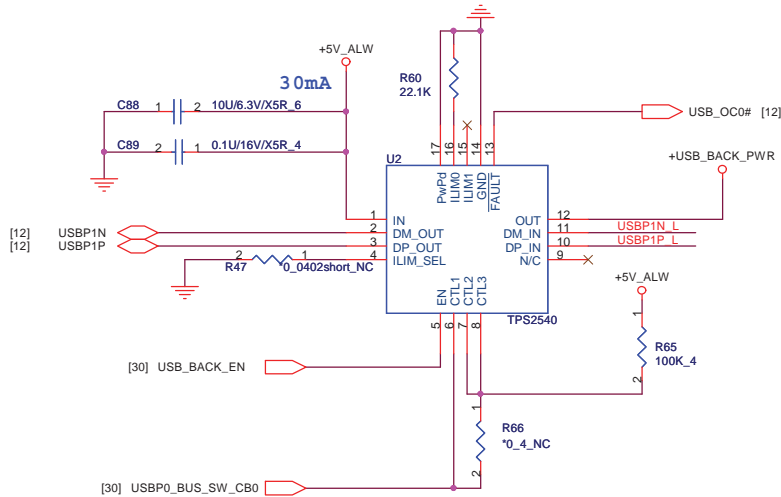 +5V_ALW
30mA
R60
22.1K
C88 1 2 10U/6.3V/X5R_6
C89 2 1 0.1U/16V/X5R_4
USB_OC0# [12]
U2
17 16 15 14 13
PwPd ILIM0 ILIM1 GND FAULT
+USB_BACK_PWR
1 IN OUT 12
[12] USBP1N 2 DM_OUT DM_IN 11 USBP1N_L
[12] USBP1P 3 DP_OUT DP_IN 10 USBP1P_L
4 ILIM_SEL N/C 9
R47 2 1 *0_0402short_NC
EN CTL1 CTL2 CTL3
5 6 7 8
TPS2540
+5V_ALW
1
R65
100K_4
2
[30] USB_BACK_EN
1
R66
*0_4_NC
2
[30] USBP0_BUS_SW_CB0